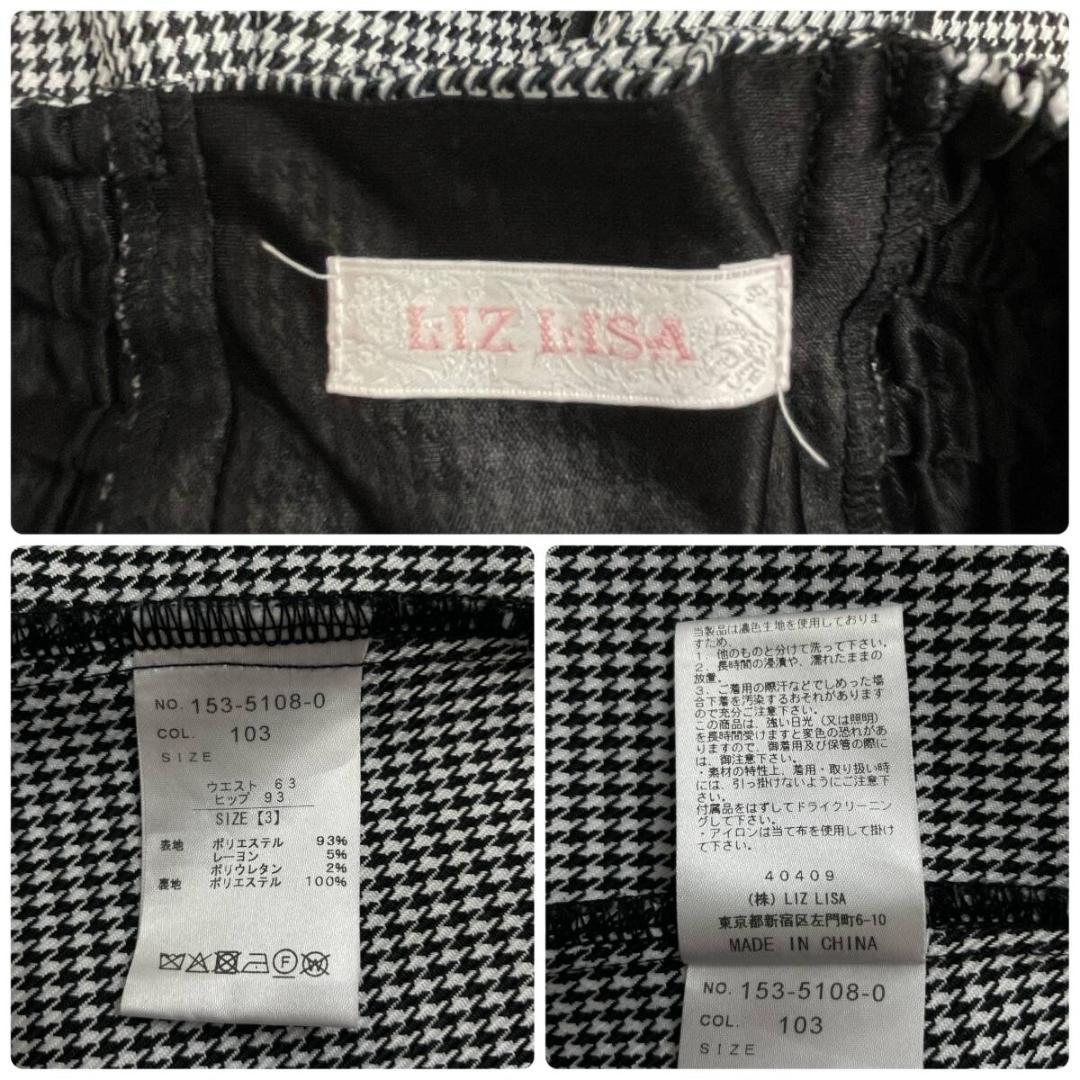 LIZ LISA
NO. 153-5108-0
COL. 103
SIZE
ウエスト 63
ヒップ 93
SIZE【3】
表地 ポリエステル 93%
レーヨン 5%
ポリウレタン 2%
裏地 ポリエステル 100%
F
W
当製品は濃色生地を使用しておりま
すため、
1．他のものと分けて洗って下さい。
2．長時間の浸漬や、濡れたままの
放置。
3．ご着用の際汗などでしめった場
合下着を汚染するおそれがあります
ので充分ご注意下さい。
この商品は、強い日光（又は照明）
を長時間受けますと変色の恐れがあ
りますので、御着用及び保管の際に
は、御注意下さい。
・素材の特性上、着用・取り扱い時
には、引っ掛けないようにご注意下
さい。
付属品をはずしてドライクリーニン
グして下さい。
・アイロンは当て布を使用して掛け
て下さい。
40409
(株) LIZ LISA
東京都新宿区左門町6-10
MADE IN CHINA
NO. 153-5108-0
COL. 103
SIZE